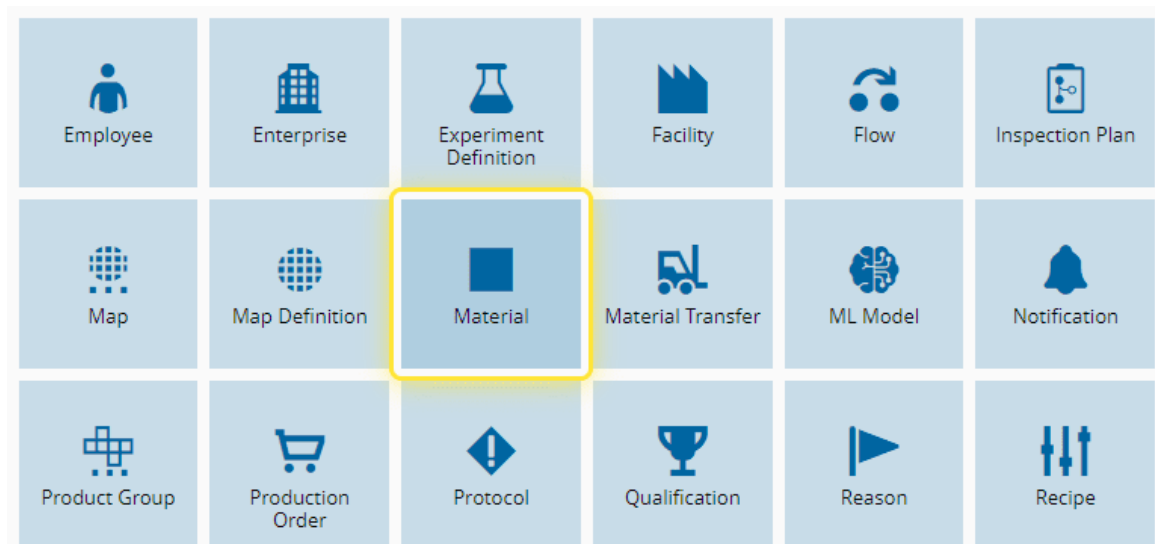 Employee
Enterprise
Experiment
Definition
Facility
Flow
Inspection Plan
Map
Map Definition
Material
Material Transfer
ML Model
Notification
Product Group
Production
Order
Protocol
Qualification
Reason
Recipe